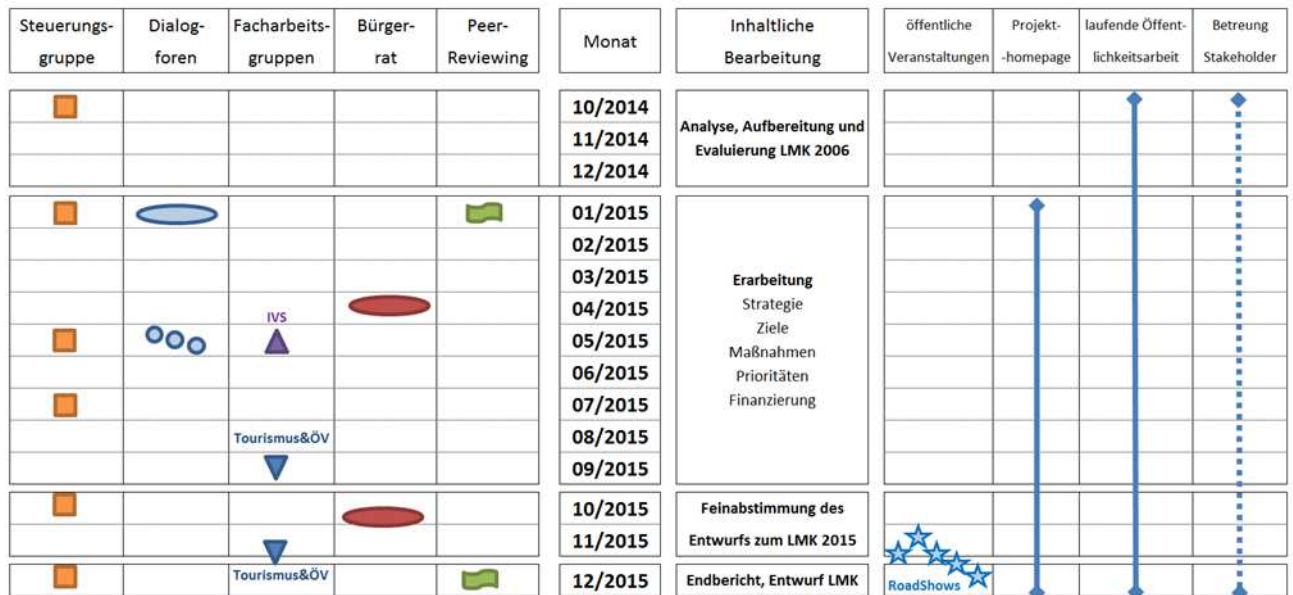 Steuerungs-
gruppe
Dialog-
foren
Facharbeits-
gruppen
Bürger-
rat
Peer-
Reviewing
Monat
Inhaltliche
Bearbeitung
öffentliche
Veranstaltungen
Projekt-
-homepage
laufende Öffent-
lichkeitsarbeit
Betreung
Stakeholder
10/2014
11/2014
12/2014
Analyse, Aufbereitung und
Evaluierung LMK 2006
01/2015
02/2015
03/2015
04/2015
IVS
05/2015
06/2015
07/2015
Tourismus&ÖV
08/2015
09/2015
Erarbeitung
Strategie
Ziele
Maßnahmen
Prioritäten
Finanzierung
10/2015
11/2015
Feinabstimmung des
Entwurfs zum LMK 2015
Tourismus&ÖV
12/2015
Endbericht, Entwurf LMK
RoadShows